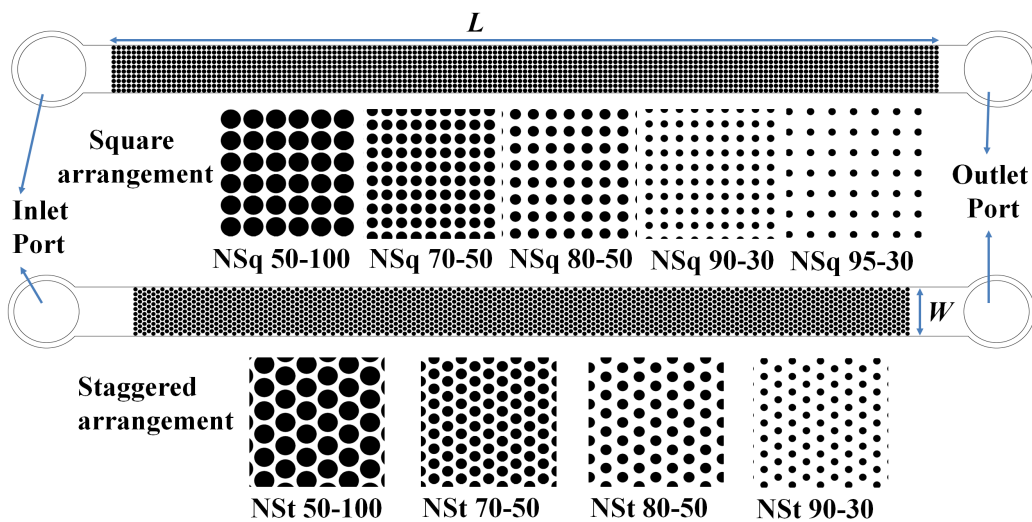 L
Square
arrangement
Inlet
Port
Outlet
Port
NSq 50-100
NSq 70-50
NSq 80-50
NSq 90-30
NSq 95-30
W
Staggered
arrangement
NSt 50-100
NSt 70-50
NSt 80-50
NSt 90-30